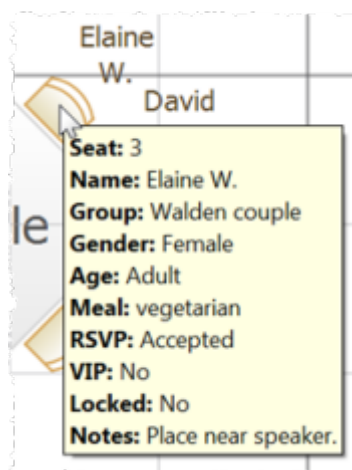 Elaine
W.
David
le
Seat: 3
Name: Elaine W.
Group: Walden couple
Gender: Female
Age: Adult
Meal: vegetarian
RSVP: Accepted
VIP: No
Locked: No
Notes: Place near speaker.